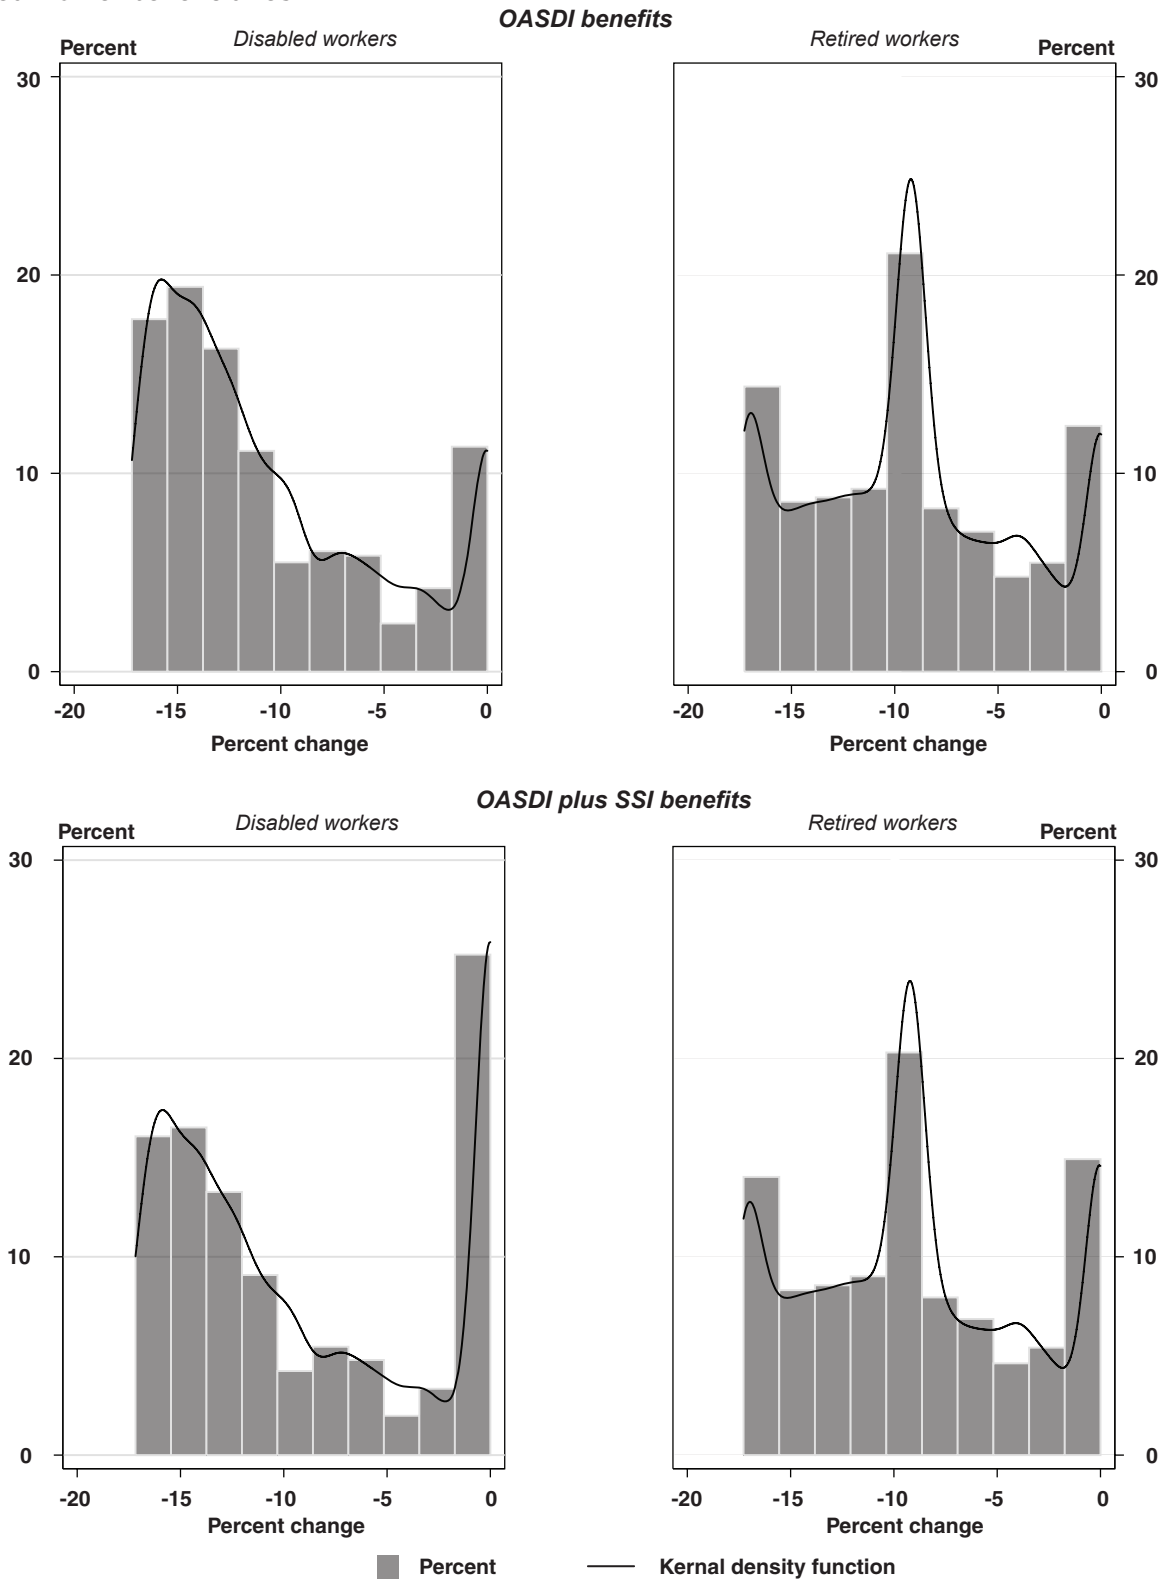 OASDI benefits
Disabled workers
Retired workers
Percent
Percent
30
20
10
0
30
20
10
0
-20 -15 -10 -5 0
-20 -15 -10 -5 0
Percent change
Percent change
OASDI plus SSI benefits
Disabled workers
Retired workers
Percent
Percent
30
20
10
0
30
20
10
0
-20 -15 -10 -5 0
-20 -15 -10 -5 0
Percent change
Percent change
Percent
Kernal density function